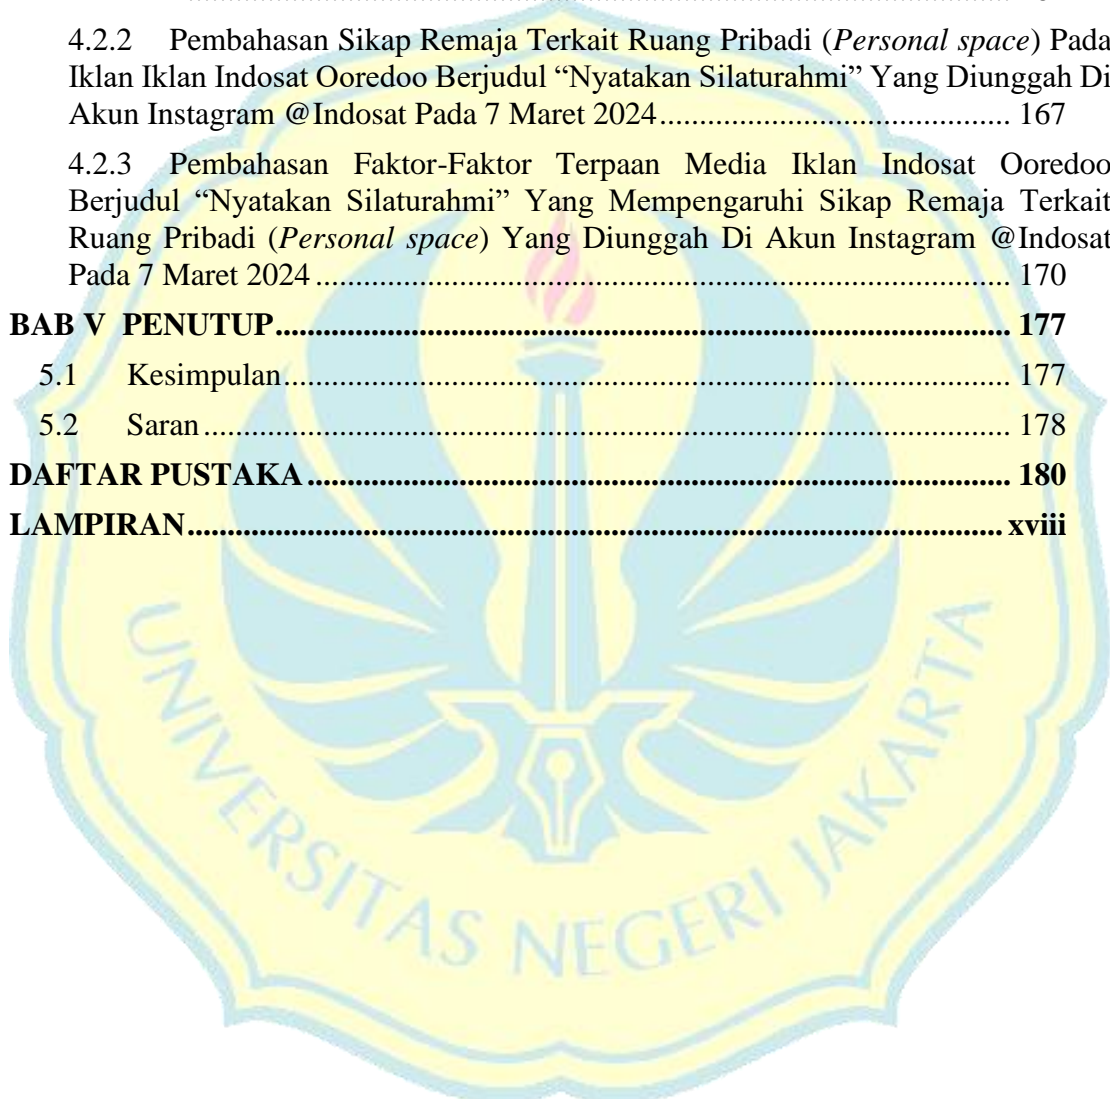 4.2.2 Pembahasan Sikap Remaja Terkait Ruang Pribadi (Personal space) Pada
Iklan Iklan Indosat Ooredoo Berjudul “Nyatakan Silaturahmi” Yang Diunggah Di
Akun Instagram @Indosat Pada 7 Maret 2024........................................... 167
4.2.3 Pembahasan Faktor-Faktor Terpaan Media Iklan Indosat Ooredoo
Berjudul “Nyatakan Silaturahmi” Yang Mempengaruhi Sikap Remaja Terkait
Ruang Pribadi (Personal space) Yang Diunggah Di Akun Instagram @Indosat
Pada 7 Maret 2024 ...................................................................................... 170
BAB V PENUTUP........................................................................................... 177
5.1 Kesimpulan.......................................................................................... 177
5.2 Saran .................................................................................................... 178
DAFTAR PUSTAKA ....................................................................................... 180
LAMPIRAN..................................................................................................... xviii
UNIVERSITAS NEGERI JAKARTA